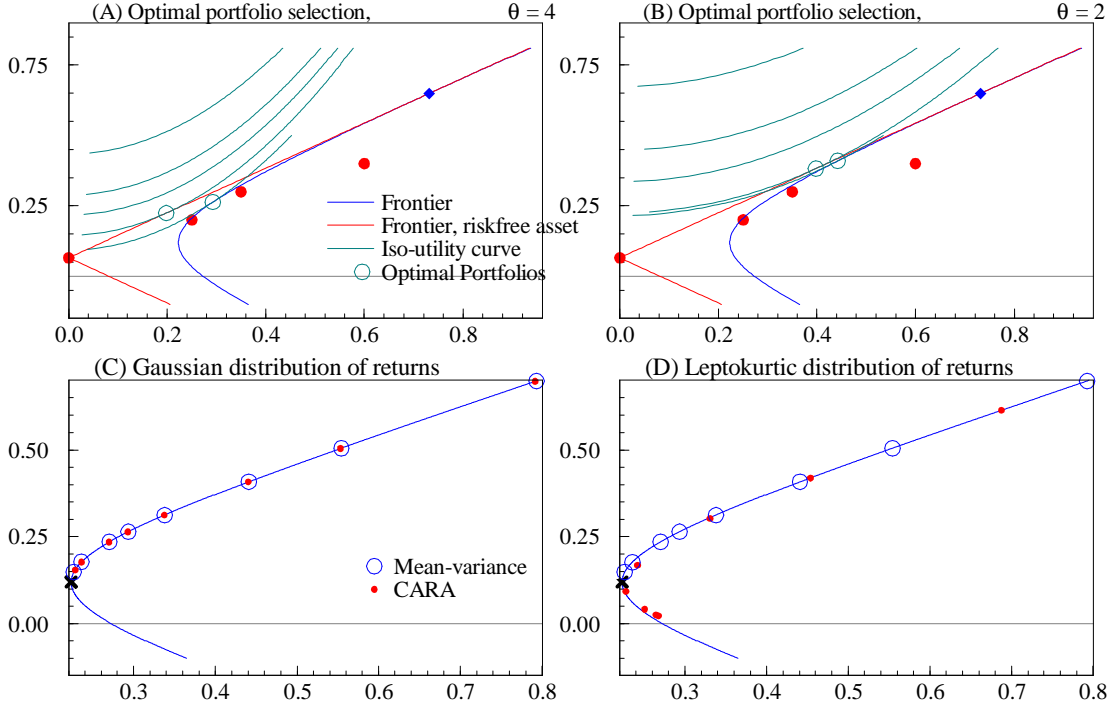 (A) Optimal portfolio selection, θ = 4
(B) Optimal portfolio selection, θ = 2
0.75
0.25
Frontier
Frontier, riskfree asset
Iso-utility curve
Optimal Portfolios
0.0 0.2 0.4 0.6 0.8
0.75
0.25
0.0 0.2 0.4 0.6 0.8
(C) Gaussian distribution of returns
(D) Leptokurtic distribution of returns
0.50
0.25
0.00
Mean-variance
CARA
0.3 0.4 0.5 0.6 0.7 0.8
0.50
0.25
0.00
0.3 0.4 0.5 0.6 0.7 0.8